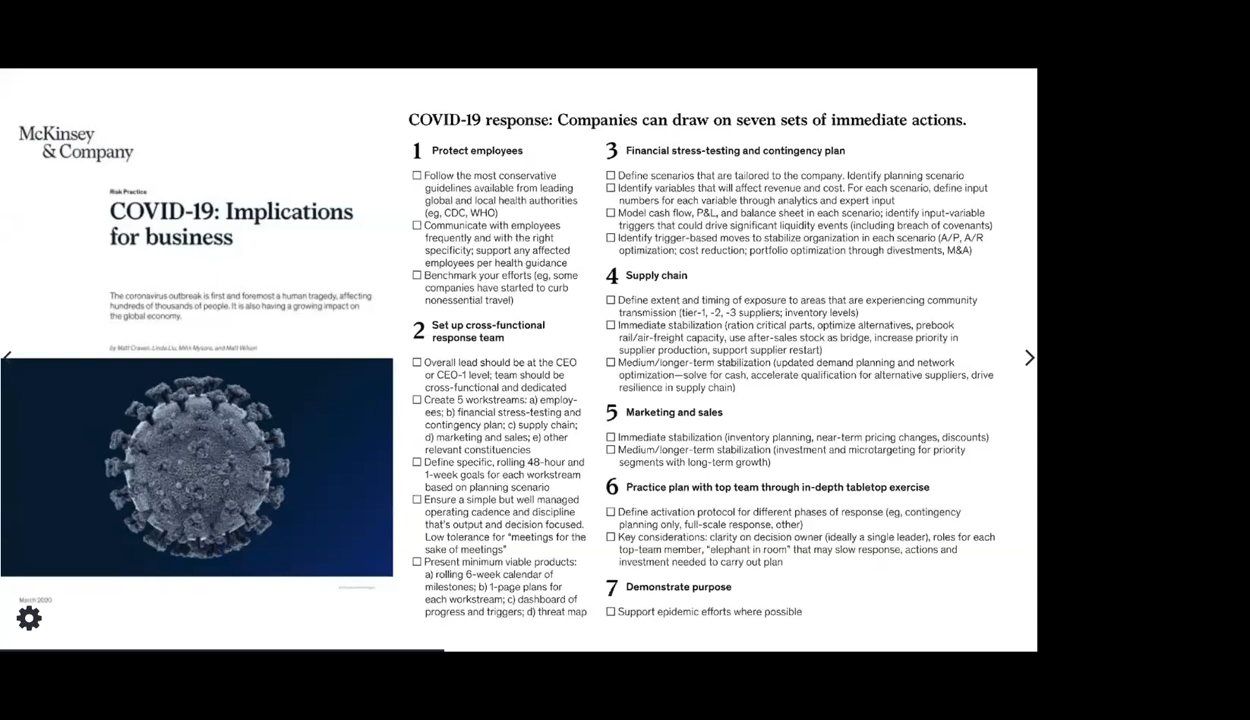 McKinsey
& Company
Risk Practice
COVID-19: Implications
for business
The coronavirus outbreak is first and foremost a human tragedy, affecting
hundreds of thousands of people. It is also having a growing impact on
the global economy.
by Matt Craven, Linda Liu, Mihir Mysore, and Matt Wilson
March 2020
COVID-19 response: Companies can draw on seven sets of immediate actions.
1 Protect employees
Follow the most conservative
guidelines available from leading
global and local health authorities
(eg, CDC, WHO)
Communicate with employees
frequently and with the right
specificity; support any affected
employees per health guidance
Benchmark your efforts (eg, some
companies have started to curb
nonessential travel)
2 Set up cross-functional
response team
Overall lead should be at the CEO
or CEO-1 level; team should be
cross-functional and dedicated
Create 5 workstreams: a) employ-
ees; b) financial stress-testing and
contingency plan; c) supply chain;
d) marketing and sales; e) other
relevant constituencies
Define specific, rolling 48-hour and
1-week goals for each workstream
based on planning scenario
Ensure a simple but well managed
operating cadence and discipline
that's output and decision focused.
Low tolerance for "meetings for the
sake of meetings"
Present minimum viable products:
a) rolling 6-week calendar of
milestones; b) 1-page plans for
each workstream; c) dashboard of
progress and triggers; d) threat map
3 Financial stress-testing and contingency plan
Define scenarios that are tailored to the company. Identify planning scenario
Identify variables that will affect revenue and cost. For each scenario, define input
numbers for each variable through analytics and expert input
Model cash flow, P&L, and balance sheet in each scenario; identify input-variable
triggers that could drive significant liquidity events (including breach of covenants)
Identify trigger-based moves to stabilize organization in each scenario (A/P, A/R
optimization; cost reduction; portfolio optimization through divestments, M&A)
4 Supply chain
Define extent and timing of exposure to areas that are experiencing community
transmission (tier-1, -2, -3 suppliers; inventory levels)
Immediate stabilization (ration critical parts, optimize alternatives, prebook
rail/air-freight capacity, use after-sales stock as bridge, increase priority in
supplier production, support supplier restart)
Medium/longer-term stabilization (updated demand planning and network
optimization—solve for cash, accelerate qualification for alternative suppliers, drive
resilience in supply chain)
5 Marketing and sales
Immediate stabilization (inventory planning, near-term pricing changes, discounts)
Medium/longer-term stabilization (investment and microtargeting for priority
segments with long-term growth)
6 Practice plan with top team through in-depth tabletop exercise
Define activation protocol for different phases of response (eg, contingency
planning only, full-scale response, other)
Key considerations: clarity on decision owner (ideally a single leader), roles for each
top-team member, "elephant in room" that may slow response, actions and
investment needed to carry out plan
7 Demonstrate purpose
Support epidemic efforts where possible